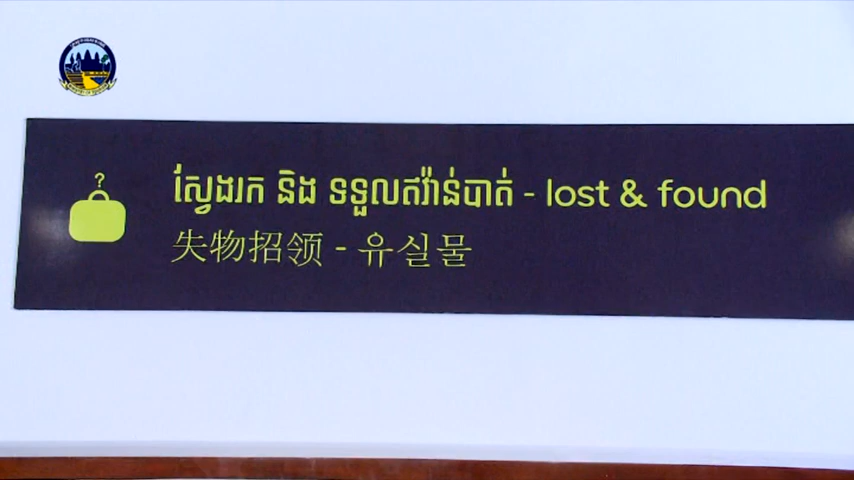 ស្វែងរក និង ទទួលឥវ៉ាន់បាត់ - lost & found
失物招领 - 유실물